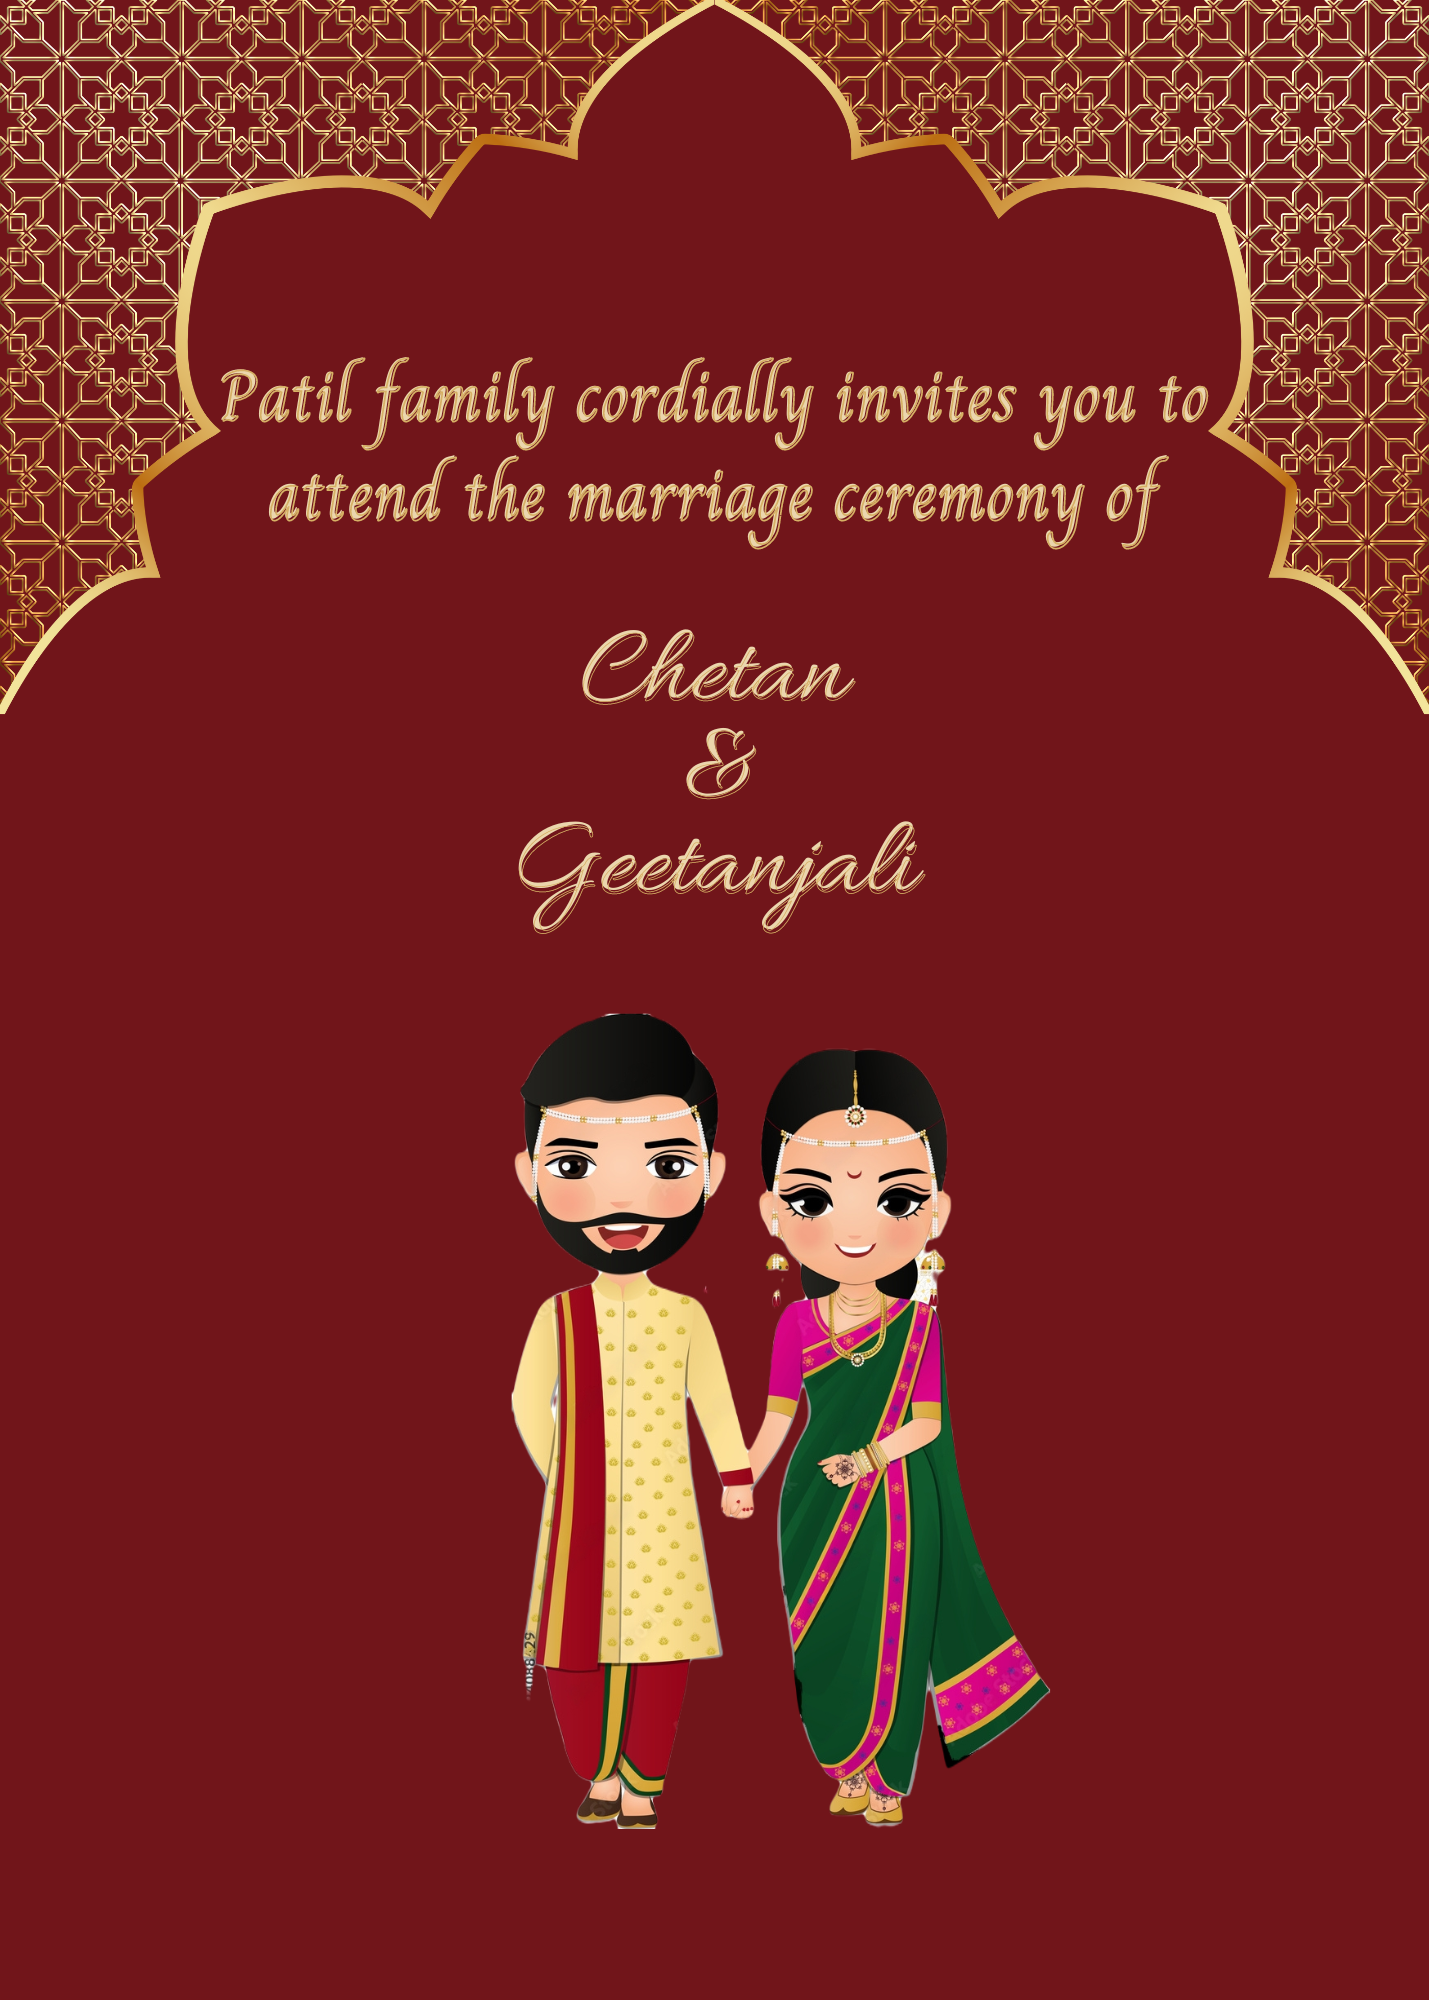 Patil family cordially invites you to
attend the marriage ceremony of
Chetan
&
Geetanjali